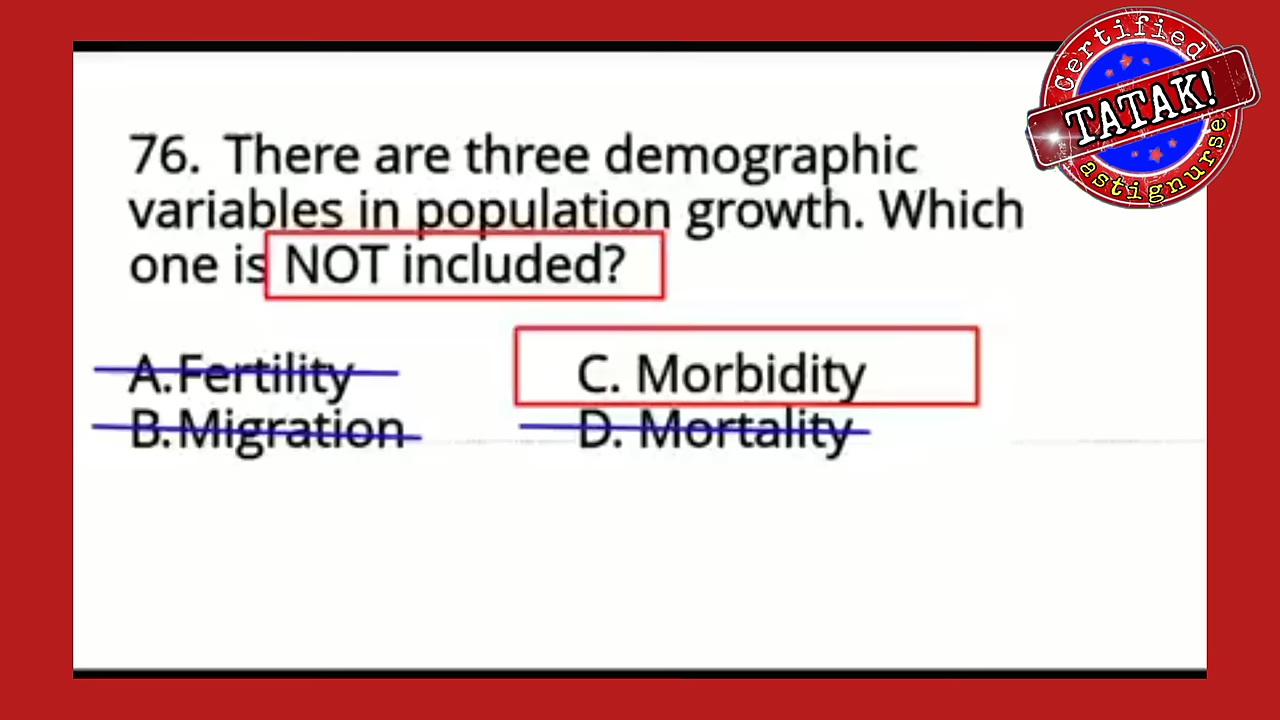 Certified
TATAK!
astignurse
76. There are three demographic
variables in population growth. Which
one is NOT included?
A.Fertility
C. Morbidity
B.Migration
D. Mortality